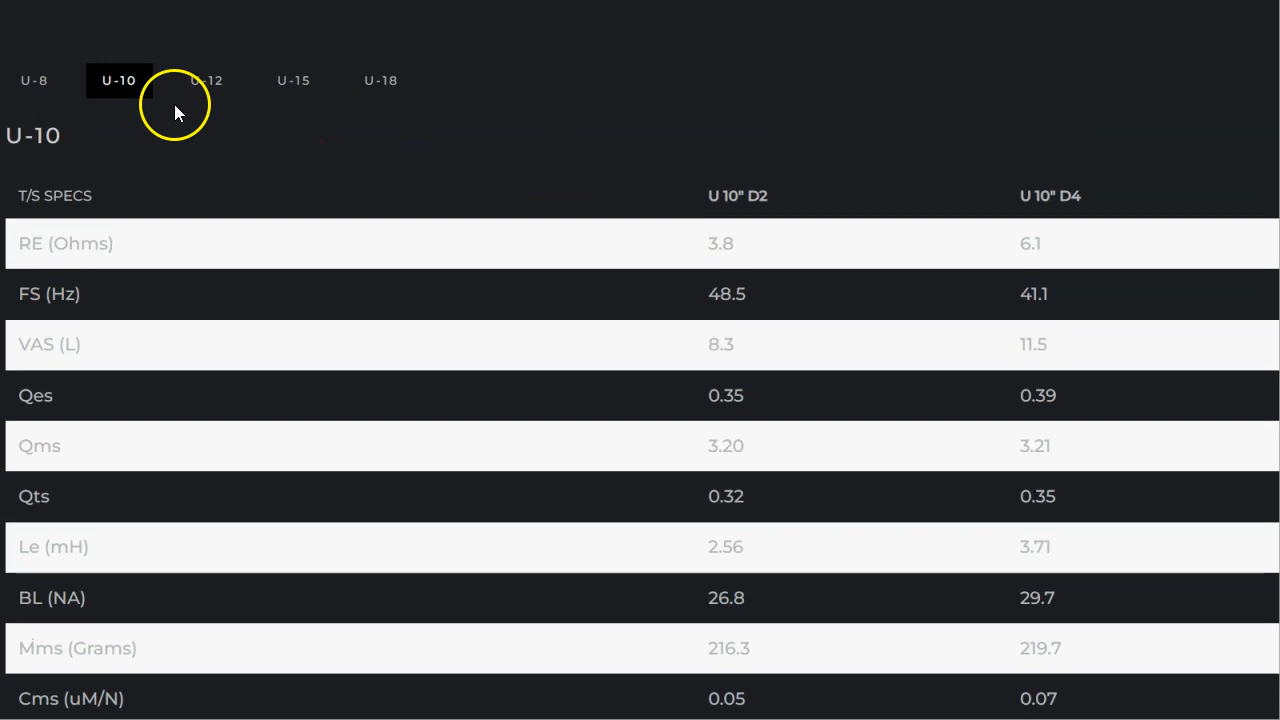 U-8 U-10 U-12 U-15 U-18
U-10
T/S SPECS U 10" D2 U 10" D4
RE (Ohms) 3.8 6.1
FS (Hz) 48.5 41.1
VAS (L) 8.3 11.5
Qes 0.35 0.39
Qms 3.20 3.21
Qts 0.32 0.35
Le (mH) 2.56 3.71
BL (NA) 26.8 29.7
Mms (Grams) 216.3 219.7
Cms (uM/N) 0.05 0.07